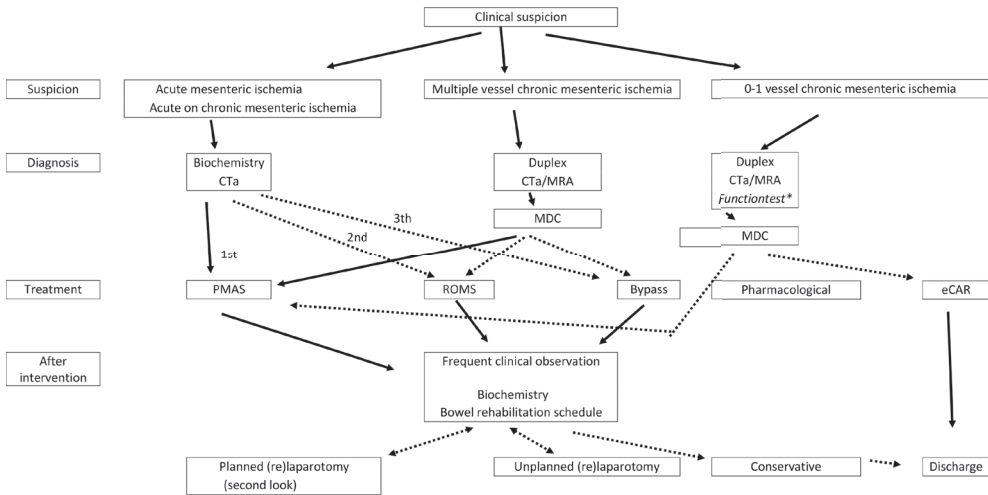 Clinical suspicion
Suspicion
Acute mesenteric ischemia
Acute on chronic mesenteric ischemia
Multiple vessel chronic mesenteric ischemia
0-1 vessel chronic mesenteric ischemia
Diagnosis
Biochemistry
CTa
Duplex
CTa/MRA
MDC
Duplex
CTa/MRA
Functiontest*
MDC
1st
2nd
3th
Treatment
PMAS
ROMS
Bypass
Pharmacological
eCAR
After
intervention
Frequent clinical observation
Biochemistry
Bowel rehabilitation schedule
Planned (re)laparotomy
(second look)
Unplanned (re)laparotomy
Conservative
Discharge